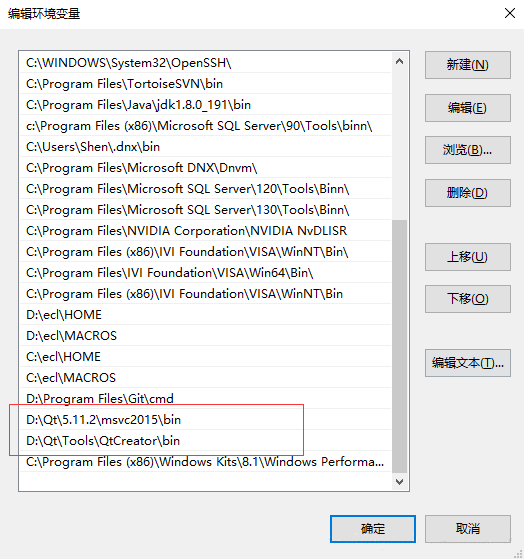 编辑环境变量
C:\WINDOWS\System32\OpenSSH\
C:\Program Files\TortoiseSVN\bin
C:\Program Files\Java\jdk1.8.0_191\bin
c:\Program Files (x86)\Microsoft SQL Server\90\Tools\binn\
C:\Users\Shen\.dnx\bin
C:\Program Files\Microsoft DNX\Dnvm\
C:\Program Files\Microsoft SQL Server\120\Tools\Binn\
C:\Program Files\Microsoft SQL Server\130\Tools\Binn\
C:\Program Files\NVIDIA Corporation\NVIDIA NvDLISR
C:\Program Files (x86)\IVI Foundation\VISA\WinNT\Bin\
C:\Program Files\IVI Foundation\VISA\Win64\Bin\
C:\Program Files (x86)\IVI Foundation\VISA\WinNT\Bin
D:\ecl\HOME
D:\ecl\MACROS
C:\ecl\HOME
C:\ecl\MACROS
D:\Program Files\Git\cmd
D:\Qt\5.11.2\msvc2015\bin
D:\Qt\Tools\QtCreator\bin
C:\Program Files (x86)\Windows Kits\8.1\Windows Performa...
新建(N)
编辑(E)
浏览(B)...
删除(D)
上移(U)
下移(O)
编辑文本(T)...
确定
取消